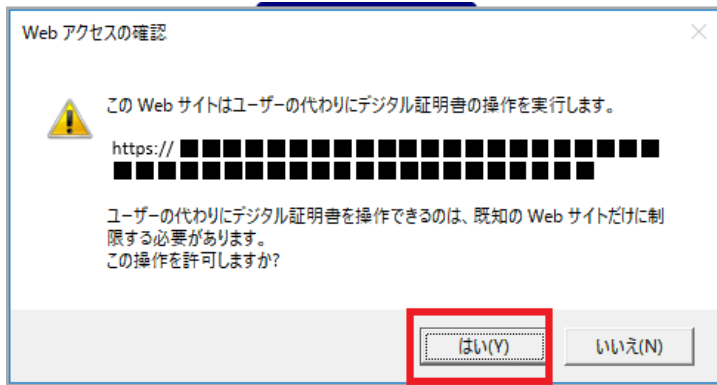 Web アクセスの確認
この Web サイトはユーザーの代わりにデジタル証明書の操作を実行します。
https://
ユーザーの代わりにデジタル証明書を操作できるのは、既知の Web サイトだけに制
限する必要があります。
この操作を許可しますか?
はい(Y)
いいえ(N)